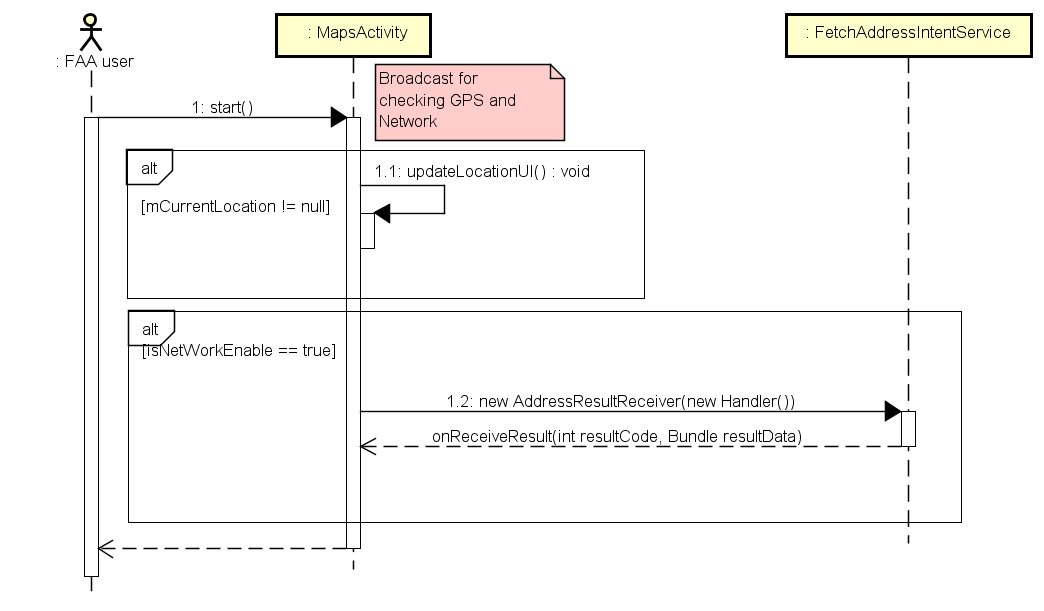 : FAA user
: MapsActivity
: FetchAddressIntentService
Broadcast for
checking GPS and
Network
1: start()
alt
1.1: updateLocationUI() : void
[mCurrentLocation != null]
alt
[isNetWorkEnable == true]
1.2: new AddressResultReceiver(new Handler())
onReceiveResult(int resultCode, Bundle resultData)